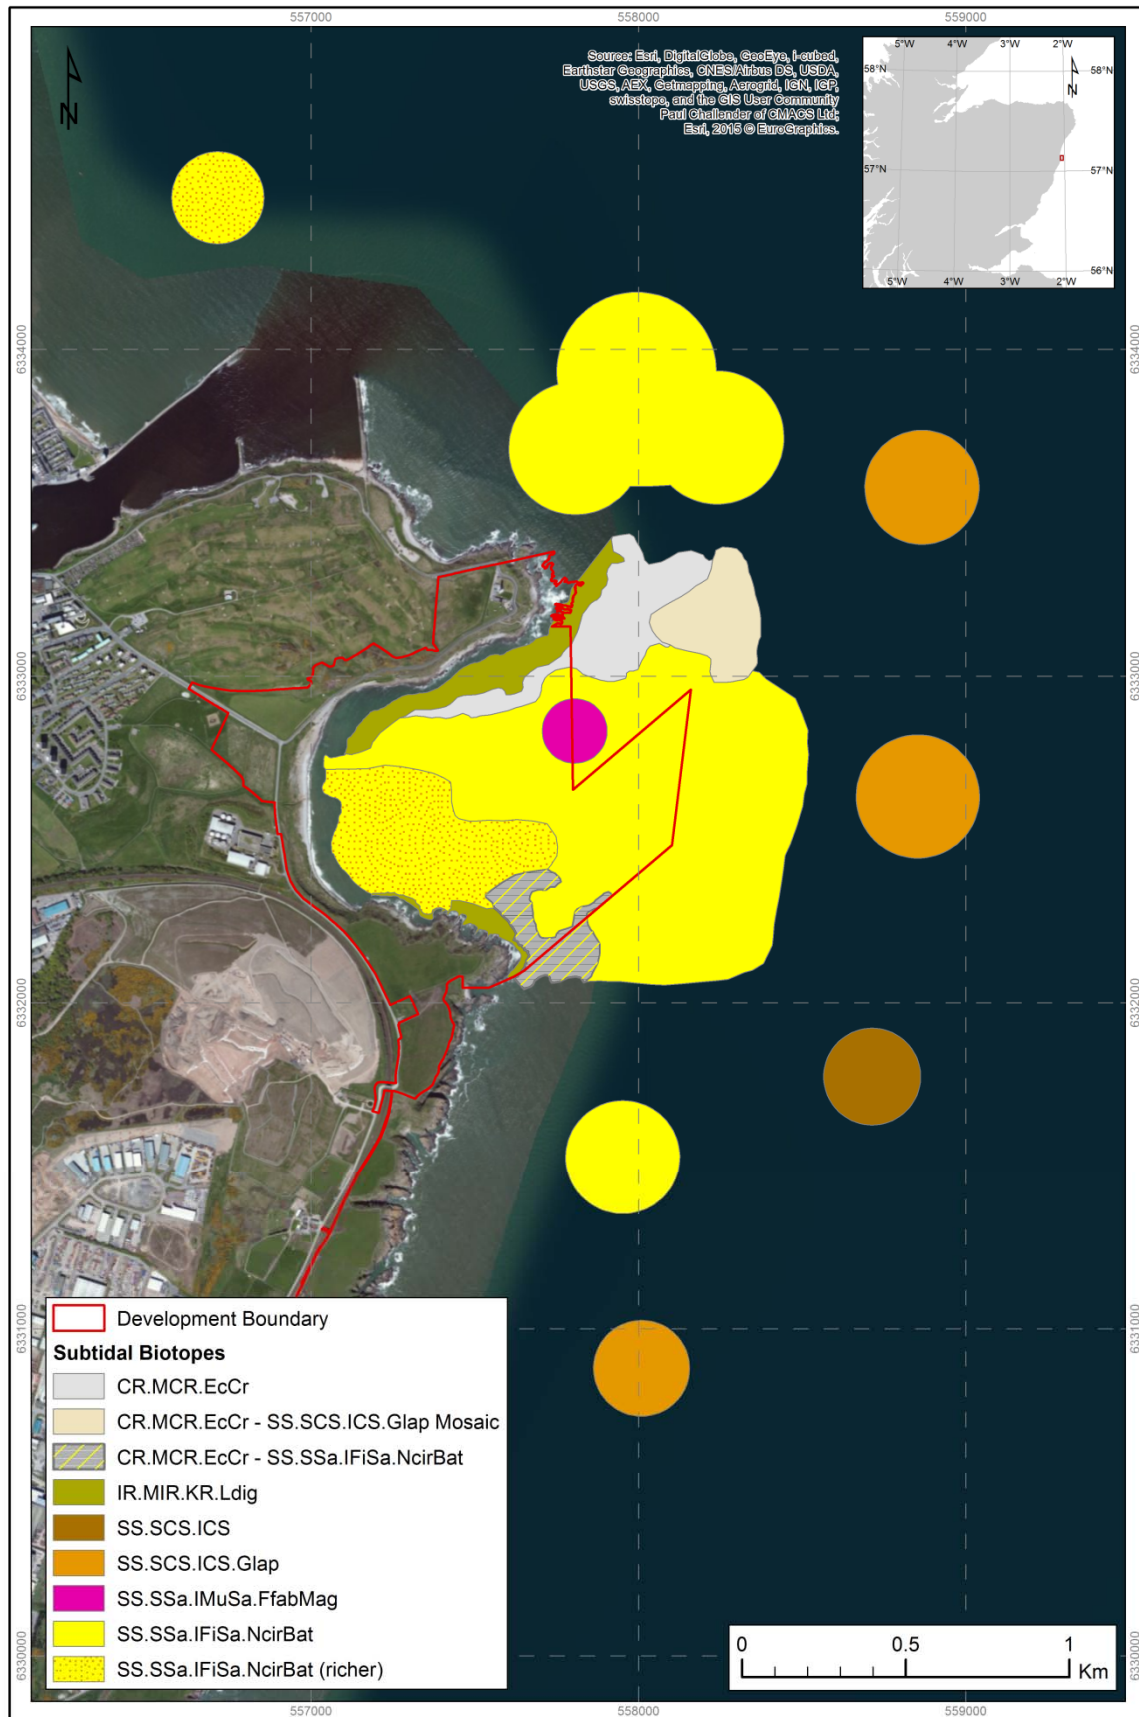 557000
558000
559000
N
Source: Esri, DigitalGlobe, GeoEye, i-cubed,
Earthstar Geographics, CNES/Airbus DS, USDA,
USGS, AEX, Getmapping, Aerogrid, IGN, IGP,
swisstopo, and the GIS User Community
Paul Challender of CMACS Ltd;
Esri, 2015 © EuroGraphics.
5°W
4°W
3°W
2°W
58°N
58°N
N
57°N
57°N
56°N
5°W
4°W
3°W
2°W
6334000
6334000
6333000
6333000
6332000
6332000
6331000
6331000
6330000
6330000
Development Boundary
Subtidal Biotopes
CR.MCR.EcCr
CR.MCR.EcCr - SS.SCS.ICS.Glap Mosaic
CR.MCR.EcCr - SS.SSa.IFiSa.NcirBat
IR.MIR.KR.Ldig
SS.SCS.ICS
SS.SCS.ICS.Glap
SS.SSa.IMuSa.FfabMag
SS.SSa.IFiSa.NcirBat
SS.SSa.IFiSa.NcirBat (richer)
0
0.5
1
Km
557000
558000
559000